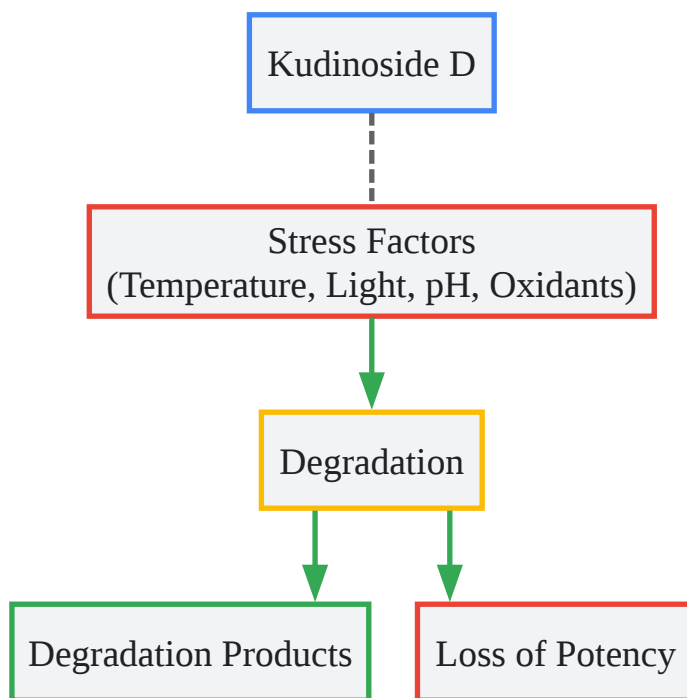 Kudinoside D
Stress Factors
(Temperature, Light, pH, Oxidants)
Degradation
Degradation Products
Loss of Potency